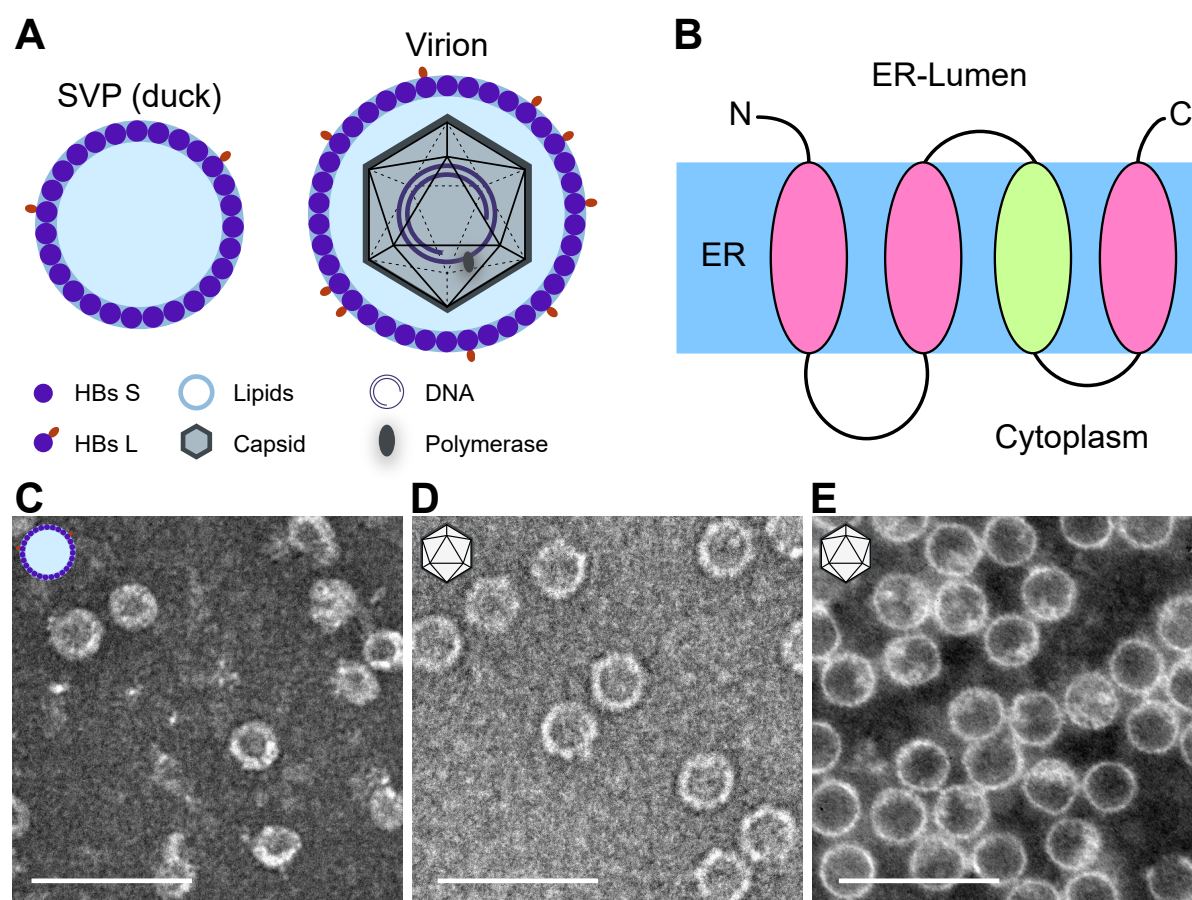 A
Virion
SVP (duck)
HBs S
Lipids
DNA
HBs L
Capsid
Polymerase
B
ER-Lumen
N
C
ER
Cytoplasm
C
D
E